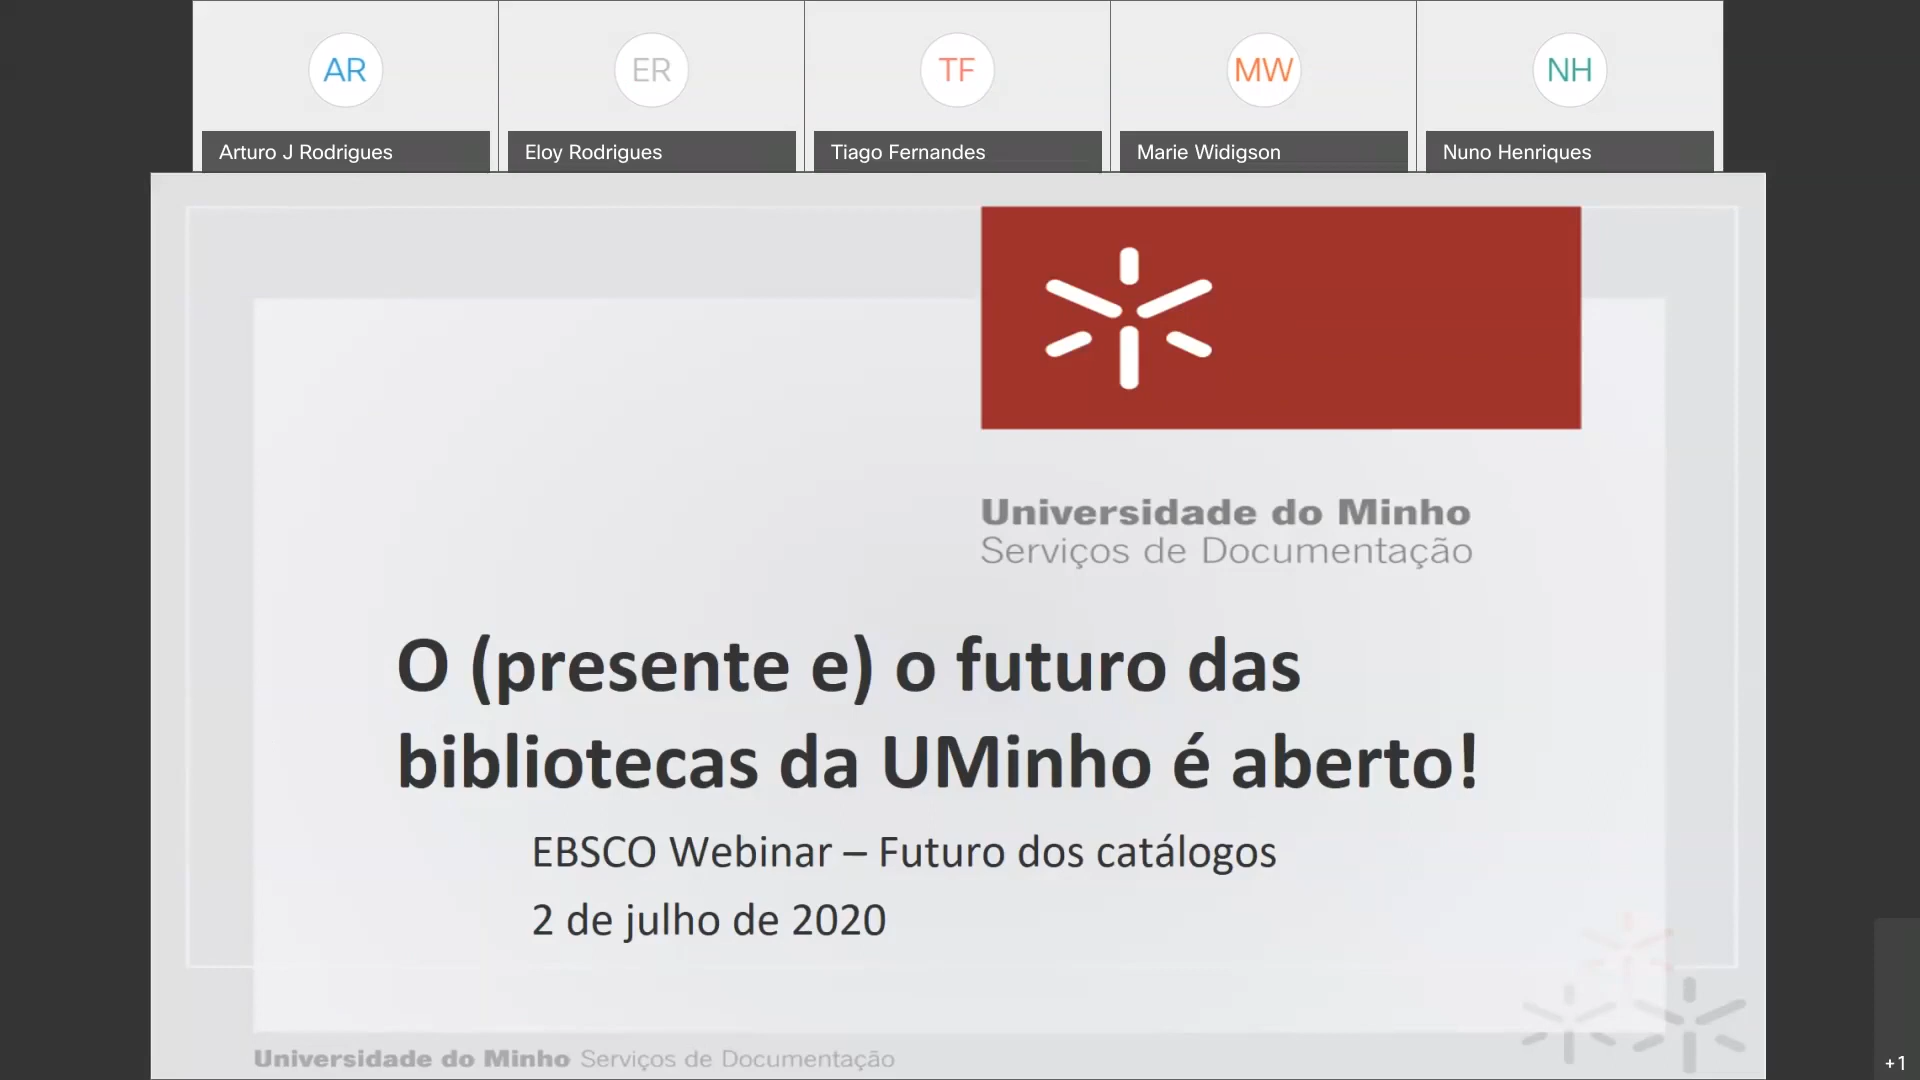 AR
ER
TF
MW
NH
Arturo J Rodrigues
Eloy Rodrigues
Tiago Fernandes
Marie Widigson
Nuno Henriques
Universidade do Minho
Serviços de Documentação
O (presente e) o futuro das
bibliotecas da UMinho é aberto!
EBSCO Webinar – Futuro dos catálogos
2 de julho de 2020
Universidade do Minho Serviços de Documentação
+1